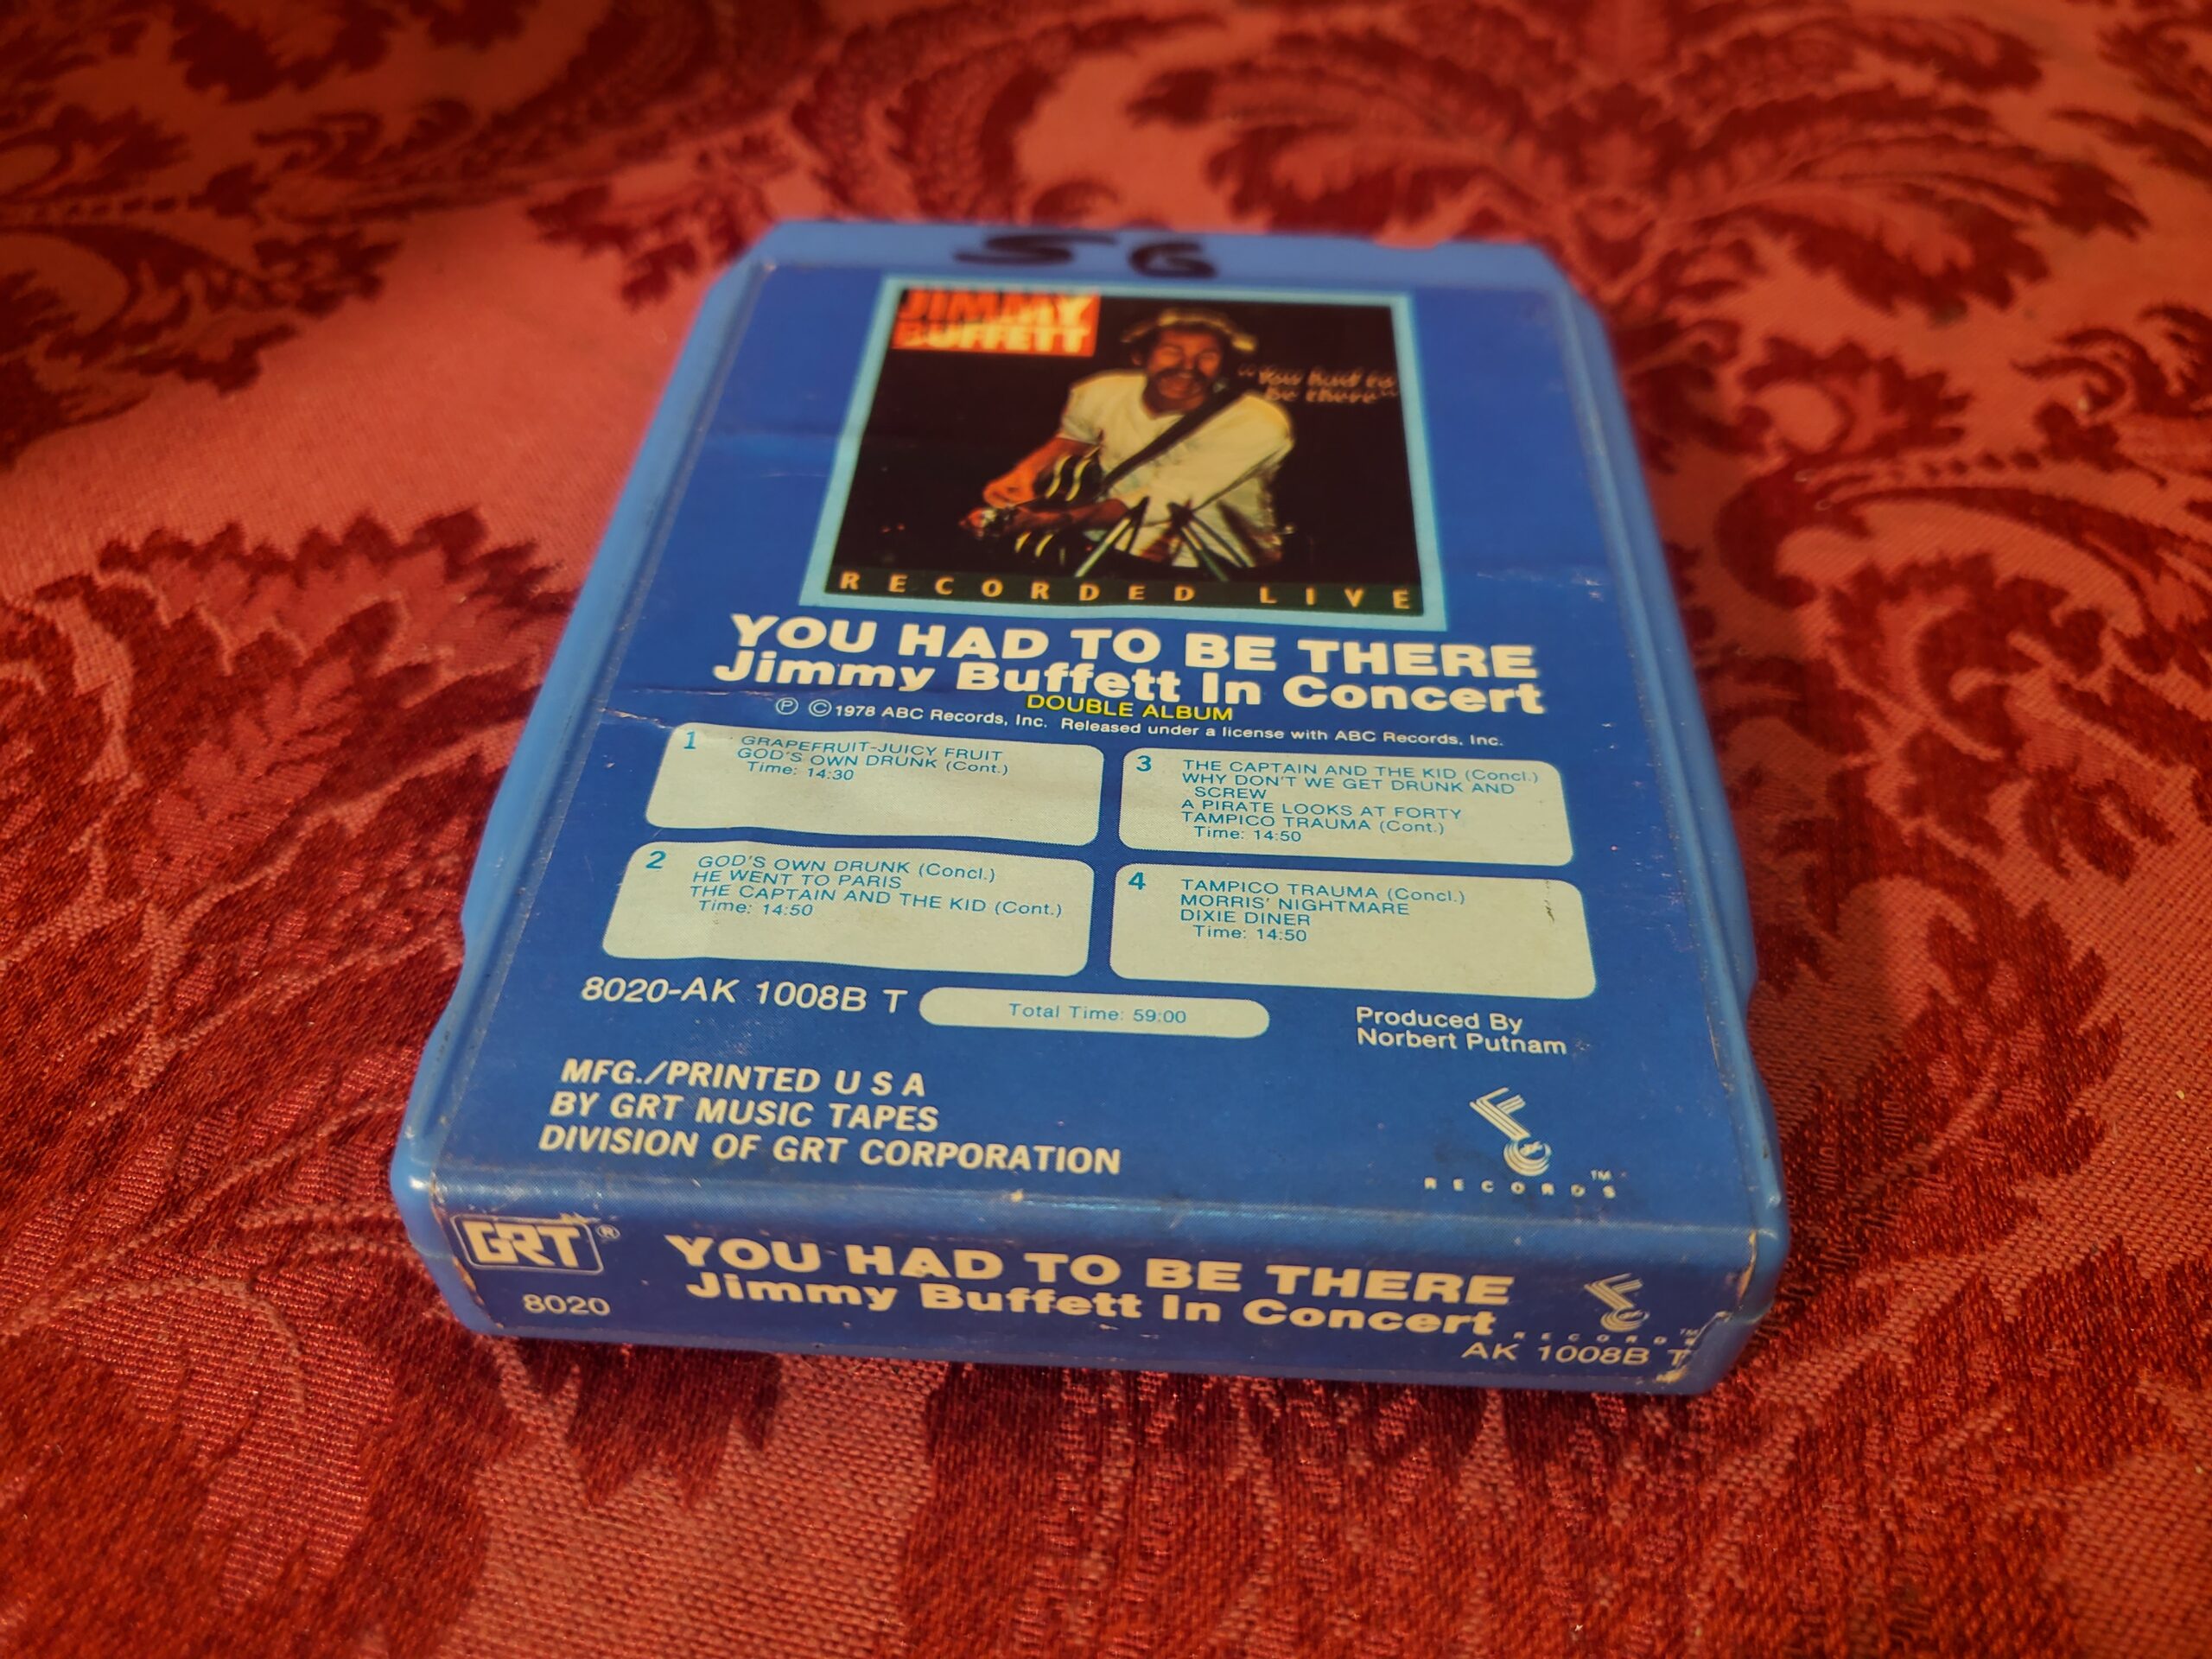 S G
JIMMY
BUFFETT
"You had to
be there"
RECORDED LIVE
YOU HAD TO BE THERE
Jimmy Buffett In Concert
DOUBLE ALBUM
Ⓟ ©1978 ABC Records, Inc. Released under a license with ABC Records, Inc.
1 GRAPEFRUIT-JUICY FRUIT
GOD'S OWN DRUNK (Cont.)
Time: 14:30
2 GOD'S OWN DRUNK (Concl.)
HE WENT TO PARIS
THE CAPTAIN AND THE KID (Cont.)
Time: 14:50
3 THE CAPTAIN AND THE KID (Concl.)
WHY DON'T WE GET DRUNK AND
SCREW
A PIRATE LOOKS AT FORTY
TAMPICO TRAUMA (Cont.)
Time: 14:50
4 TAMPICO TRAUMA (Concl.)
MORRIS' NIGHTMARE
DIXIE DINER
Time: 14:50
8020-AK 1008B T
Total Time: 59:00
Produced By
Norbert Putnam
MFG./PRINTED U S A
BY GRT MUSIC TAPES
DIVISION OF GRT CORPORATION
abc
RECORDS™
GRT®
8020
YOU HAD TO BE THERE
Jimmy Buffett In Concert
RECORDS™
AK 1008B T